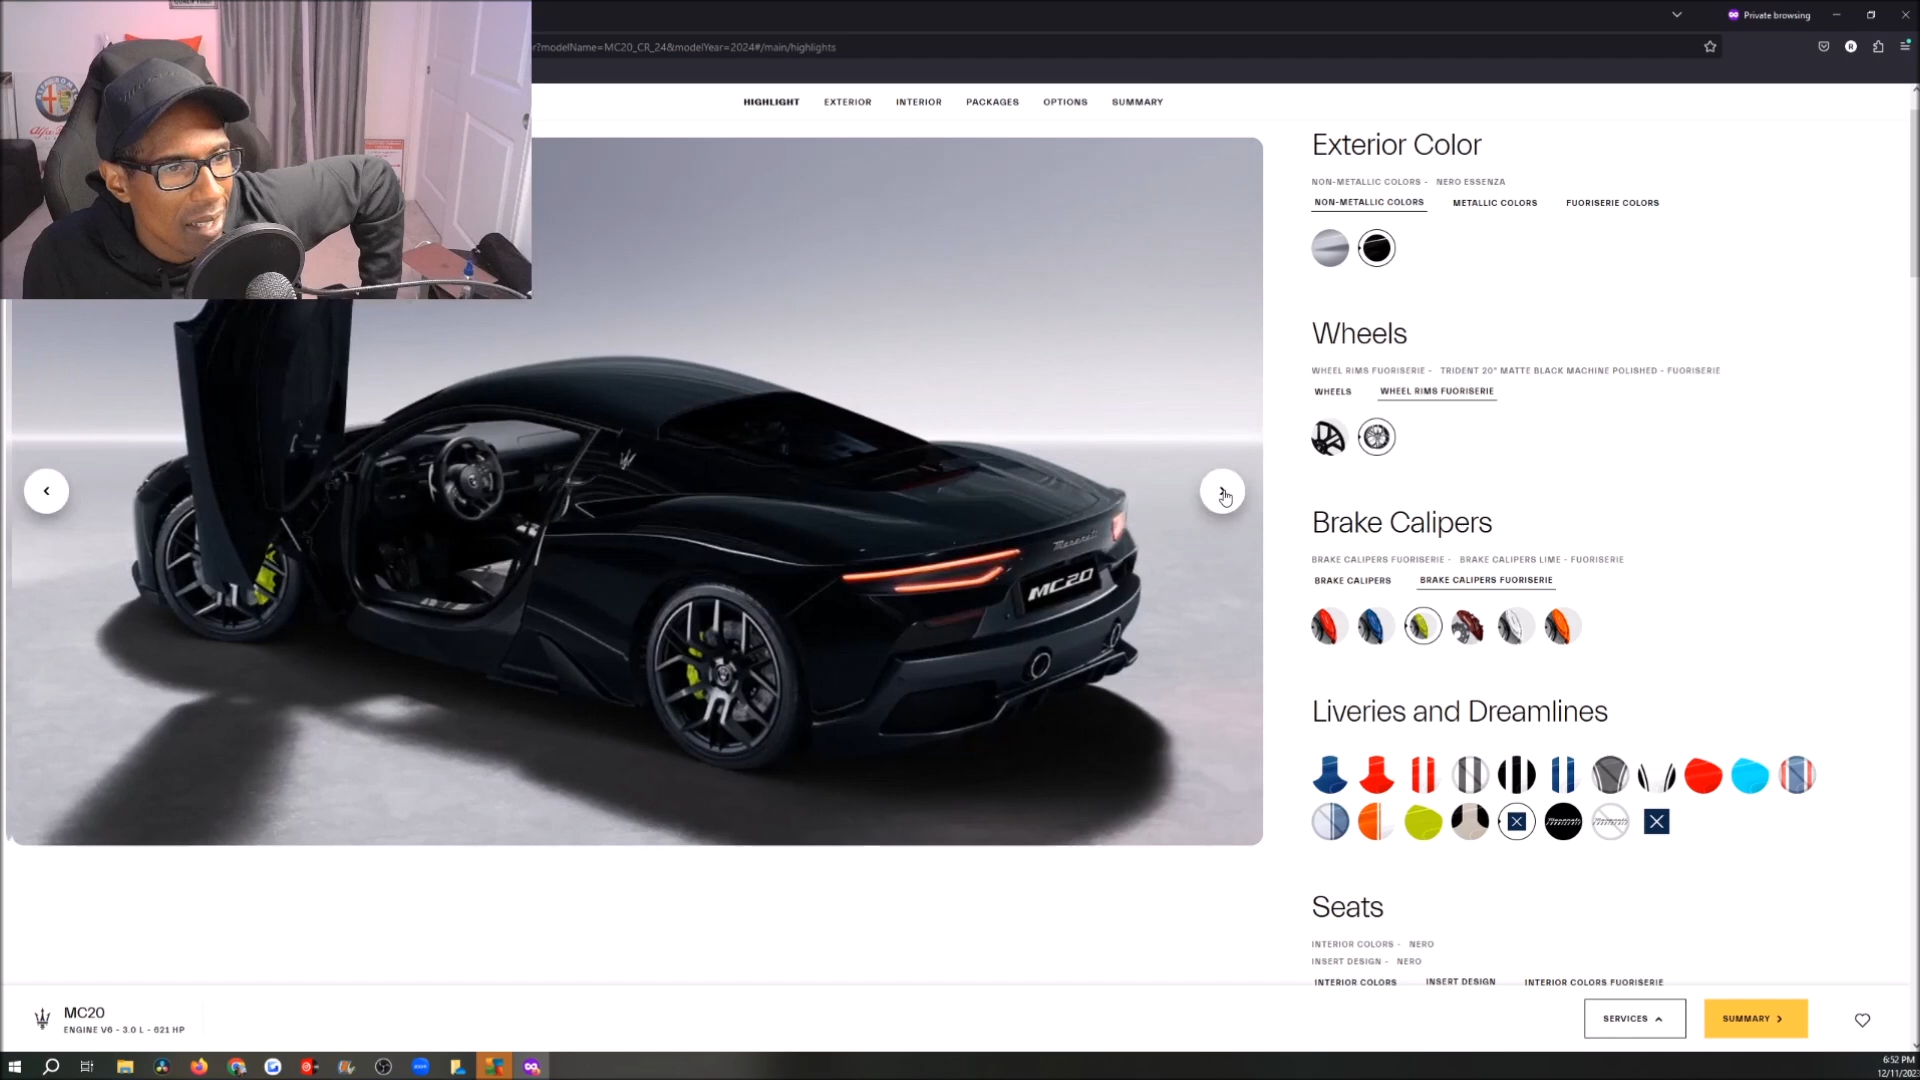 Private browsing
r?modelName=MC20_CR_24&modelYear=2024#/main/highlights
HIGHLIGHT EXTERIOR INTERIOR PACKAGES OPTIONS SUMMARY
Exterior Color
NON-METALLIC COLORS - NERO ESSENZA
NON-METALLIC COLORS METALLIC COLORS FUORISERIE COLORS
Wheels
WHEEL RIMS FUORISERIE - TRIDENT 20" MATTE BLACK MACHINE POLISHED - FUORISERIE
WHEELS WHEEL RIMS FUORISERIE
Brake Calipers
BRAKE CALIPERS FUORISERIE - BRAKE CALIPERS LIME - FUORISERIE
BRAKE CALIPERS BRAKE CALIPERS FUORISERIE
Maserati
MC20
Liveries and Dreamlines
Seats
INTERIOR COLORS - NERO
INSERT DESIGN - NERO
INTERIOR COLORS INSERT DESIGN INTERIOR COLORS FUORISERIE
MC20
ENGINE V6 - 3.0 L - 621 HP
SERVICES
SUMMARY
6:52 PM
12/11/202